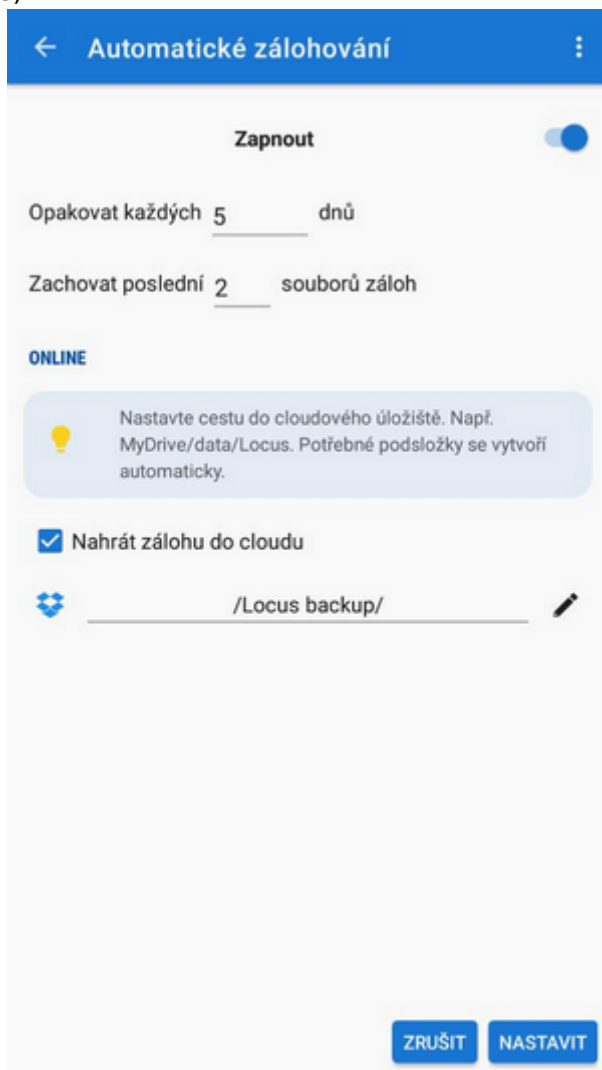 Automatické zálohování
Zapnout
Opakovat každých 5 dnů
Zachovat poslední 2 souborů záloh
ONLINE
Nastavte cestu do cloudového úložiště. Např.
MyDrive/data/Locus. Potřebné podsložky se vytvoří
automaticky.
Nahrát zálohu do cloudu
/Locus backup/
ZRUŠIT NASTAVIT